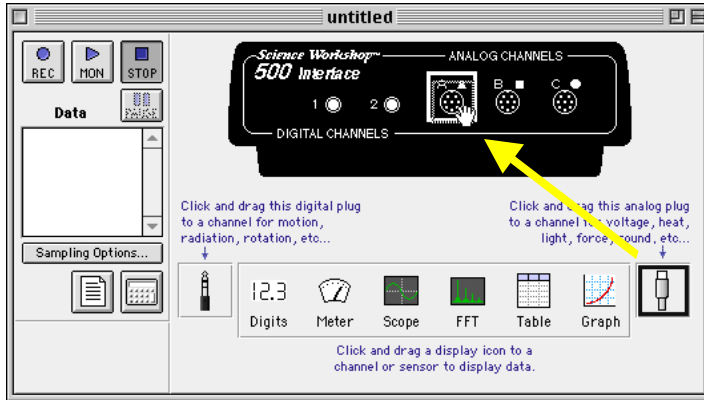 untitled
REC MON STOP
PAUSE
Data
Sampling Options...
Science Workshop™
500 Interface
ANALOG CHANNELS
1 2 A B C
DIGITAL CHANNELS
Click and drag this digital plug
to a channel for motion,
radiation, rotation, etc...
Click and drag this analog plug
to a channel for voltage, heat,
light, force, sound, etc...
12.3
Digits Meter Scope FFT Table Graph
Click and drag a display icon to a
channel or sensor to display data.